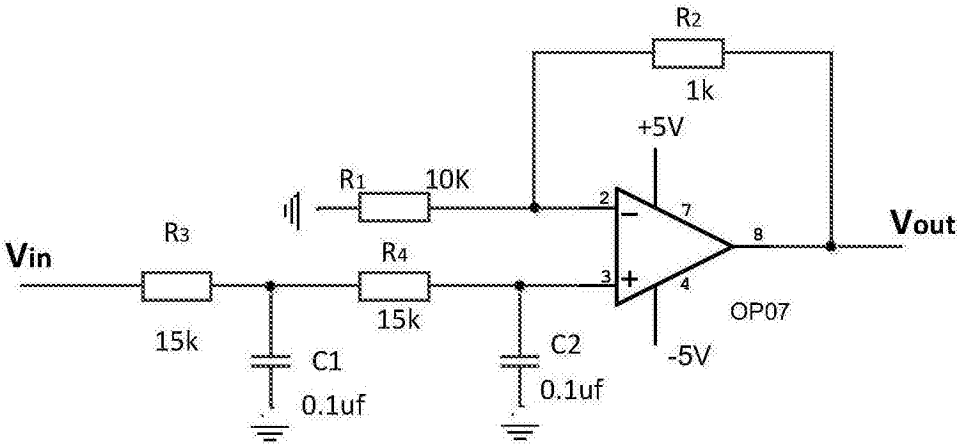 R2
1k
+5V
R1 10K
2
−
7
8
Vout
Vin
R3
R4
3
+
4
OP07
15k
15k
C1
0.1uf
C2
0.1uf
-5V